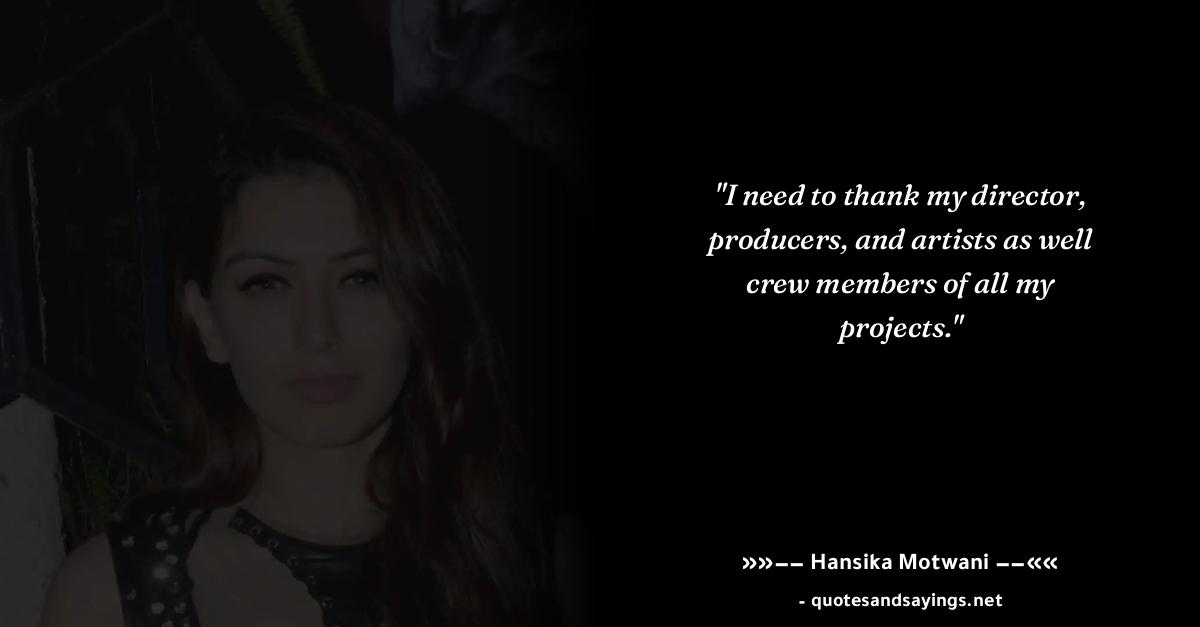 "I need to thank my director,
producers, and artists as well
crew members of all my
projects."
»»−− Hansika Motwani −−««
- quotesandsayings.net